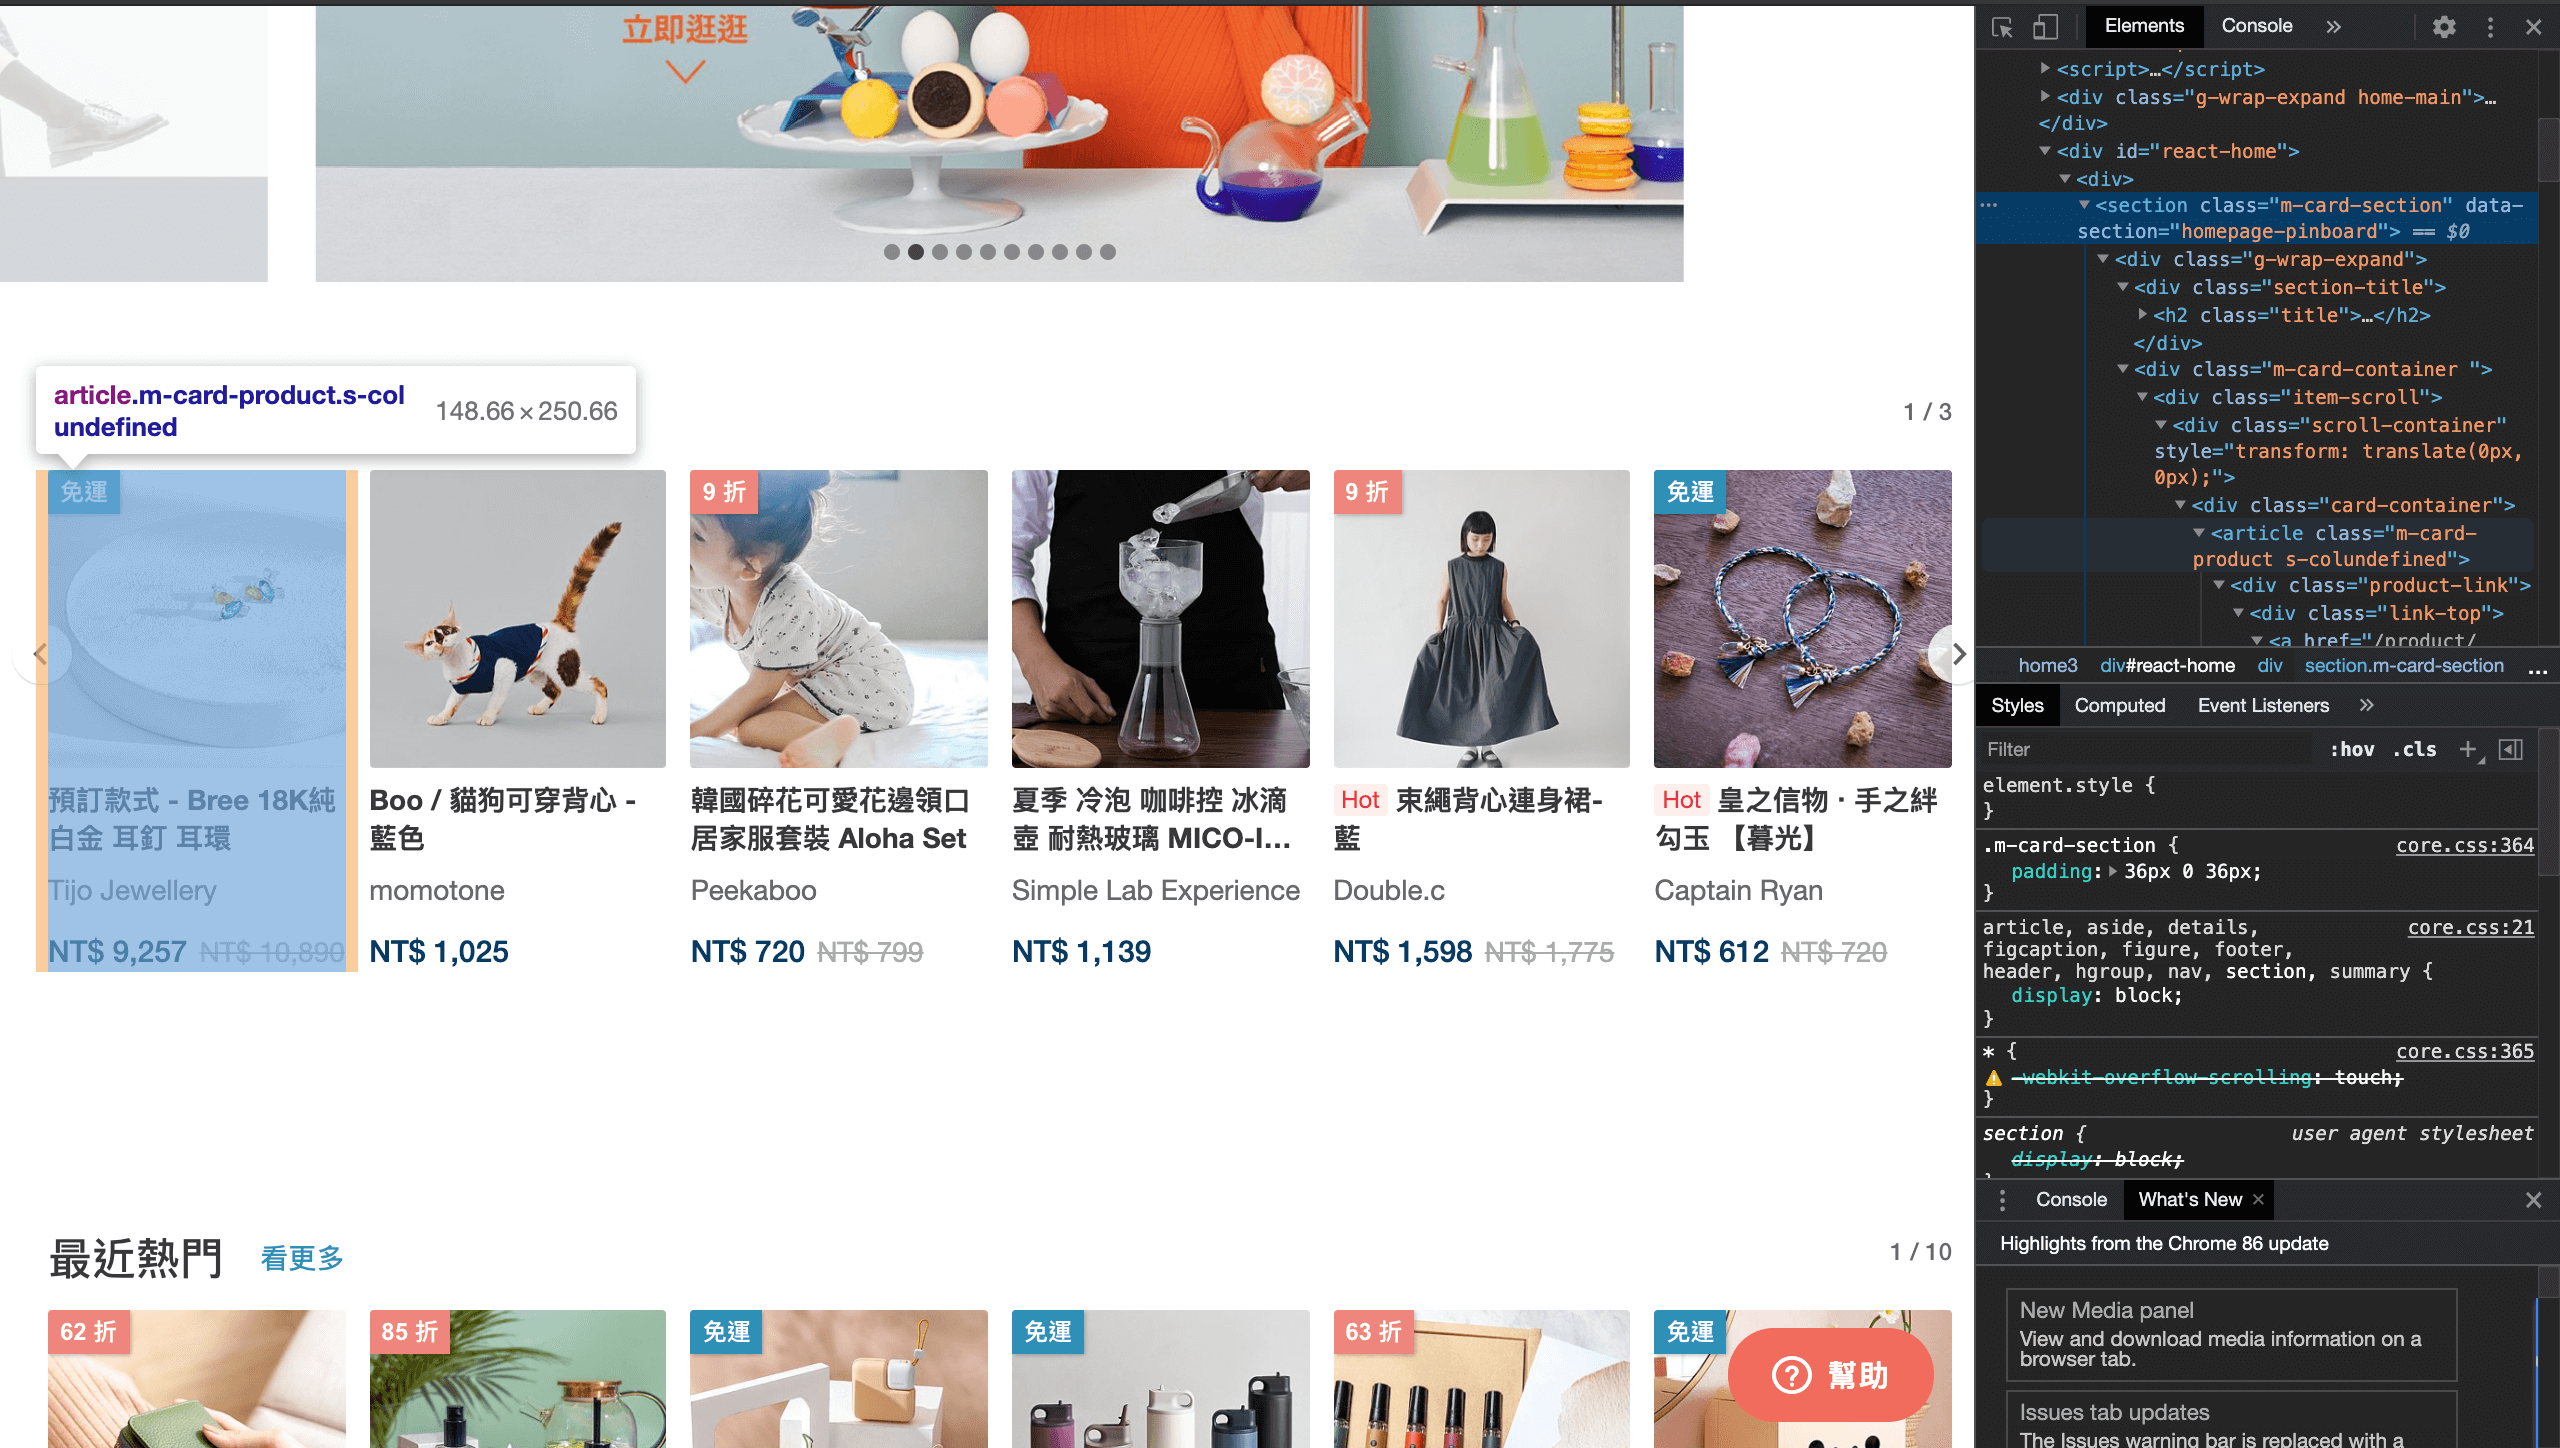 立即逛逛
article.m-card-product.s-col
undefined
148.66 × 250.66
1 / 3
免運
9 折
9 折
免運
預訂款式 - Bree 18K純
白金 耳釘 耳環
Tijo Jewellery
NT$ 9,257 NT$ 10,890
Boo / 貓狗可穿背心 -
藍色
momotone
NT$ 1,025
韓國碎花可愛花邊領口
居家服套裝 Aloha Set
Peekaboo
NT$ 720 NT$ 799
夏季 冷泡 咖啡控 冰滴
壺 耐熱玻璃 MICO-I...
Simple Lab Experience
NT$ 1,139
Hot 束繩背心連身裙-
藍
Double.c
NT$ 1,598 NT$ 1,775
Hot 皇之信物・手之絆
勾玉 【暮光】
Captain Ryan
NT$ 612 NT$ 720
最近熱門 看更多
1 / 10
62 折
85 折
免運
免運
63 折
免運
幫助
Elements Console »
<script>…</script>
<div class="g-wrap-expand home-main">…
</div>
<div id="react-home">
<div>
<section class="m-card-section" data-
section="homepage-pinboard"> == $0
<div class="g-wrap-expand">
<div class="section-title">
<h2 class="title">…</h2>
</div>
<div class="m-card-container ">
<div class="item-scroll">
<div class="scroll-container"
style="transform: translate(0px,
0px);">
<div class="card-container">
<article class="m-card-
product s-colundefined">
<div class="product-link">
<div class="link-top">
<a href="/product/
home3 div#react-home div section.m-card-section ...
Styles Computed Event Listeners »
Filter :hov .cls +
element.style {
}
.m-card-section { core.css:364
padding: 36px 0 36px;
}
article, aside, details, core.css:21
figcaption, figure, footer,
header, hgroup, nav, section, summary {
display: block;
}
* { core.css:365
-webkit-overflow-scrolling: touch;
}
section { user agent stylesheet
display: block;
Console What's New
Highlights from the Chrome 86 update
New Media panel
View and download media information on a
browser tab.
Issues tab updates
The Issues warning bar is replaced with a